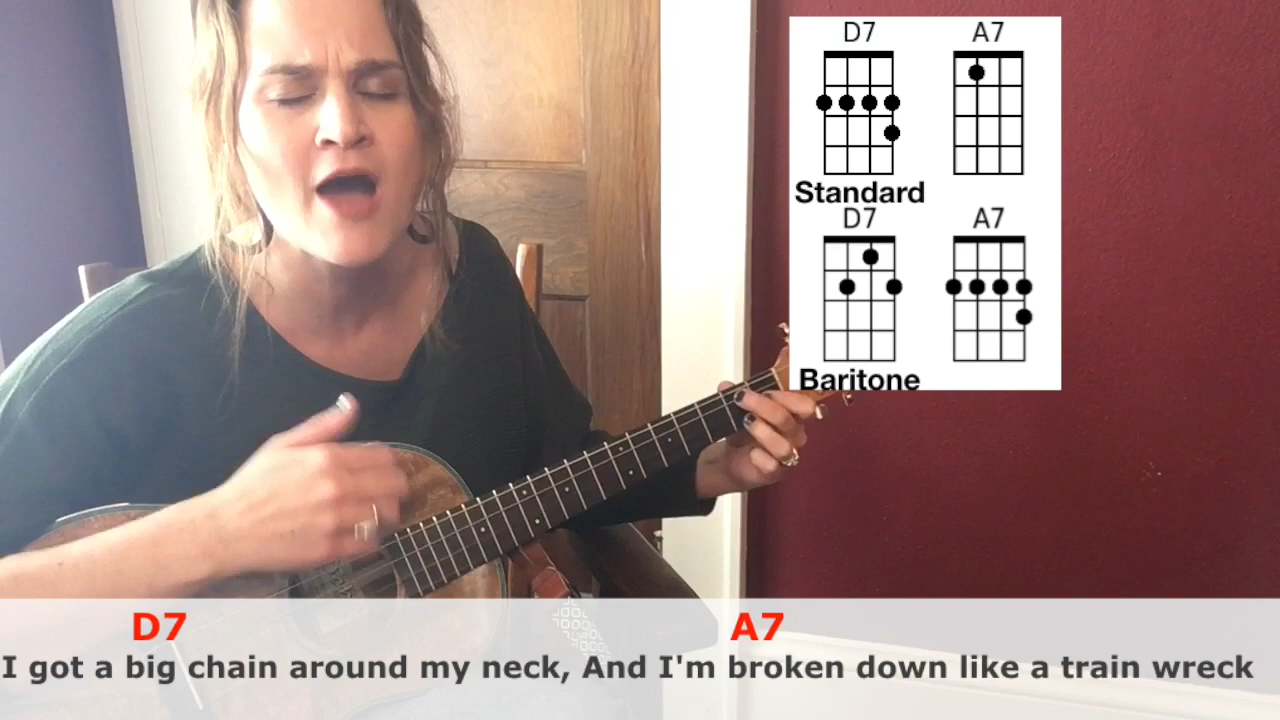 D7 A7
Standard
D7 A7
Baritone
D7 A7
I got a big chain around my neck, And I'm broken down like a train wreck